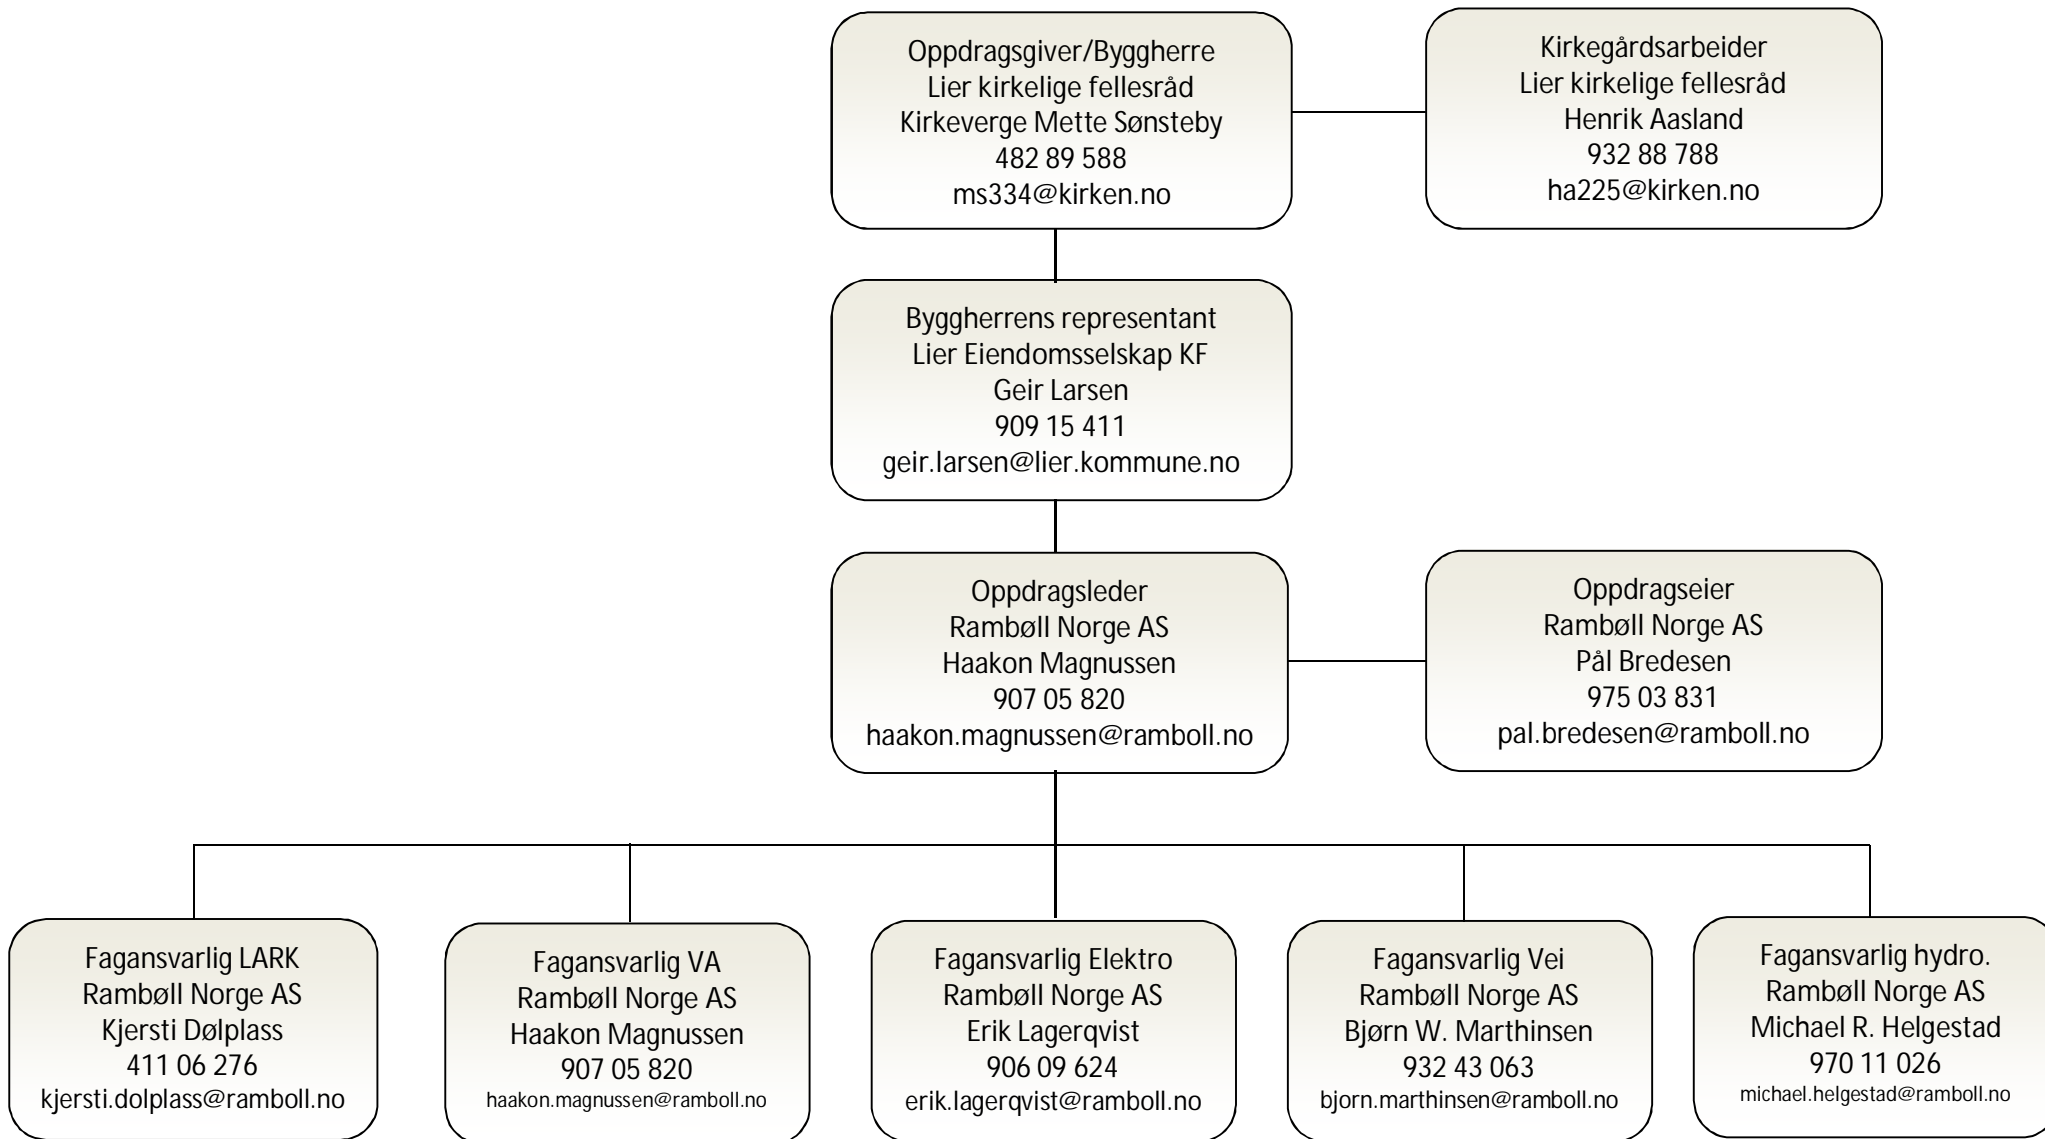 Oppdragsgiver/Byggherre
Lier kirkelige fellesråd
Kirkeverge Mette Sønsteby
482 89 588
ms334@kirken.no
Kirkegårdsarbeider
Lier kirkelige fellesråd
Henrik Aasland
932 88 788
ha225@kirken.no
Byggherrens representant
Lier Eiendomsselskap KF
Geir Larsen
909 15 411
geir.larsen@lier.kommune.no
Oppdragsleder
Rambøll Norge AS
Haakon Magnussen
907 05 820
haakon.magnussen@ramboll.no
Oppdragseier
Rambøll Norge AS
Pål Bredesen
975 03 831
pal.bredesen@ramboll.no
Fagansvarlig LARK
Rambøll Norge AS
Kjersti Dølplass
411 06 276
kjersti.dolplass@ramboll.no
Fagansvarlig VA
Rambøll Norge AS
Haakon Magnussen
907 05 820
haakon.magnussen@ramboll.no
Fagansvarlig Elektro
Rambøll Norge AS
Erik Lagerqvist
906 09 624
erik.lagerqvist@ramboll.no
Fagansvarlig Vei
Rambøll Norge AS
Bjørn W. Marthinsen
932 43 063
bjorn.marthinsen@ramboll.no
Fagansvarlig hydro.
Rambøll Norge AS
Michael R. Helgestad
970 11 026
michael.helgestad@ramboll.no